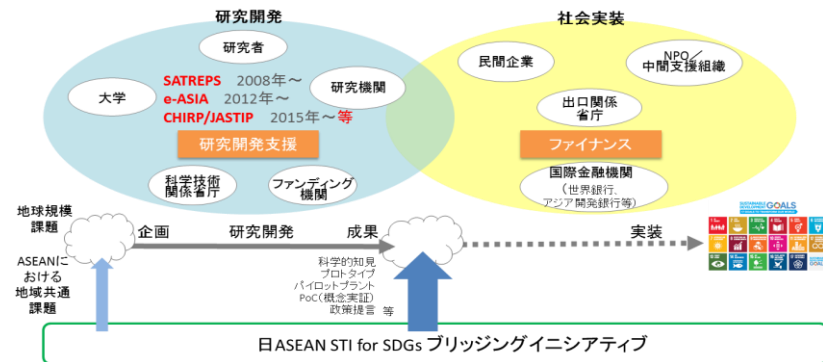 研究開発
社会実装
研究者
大学
研究機関
SATREPS 2008年～
e-ASIA 2012年～
CHIRP/JASTIP 2015年～等
研究開発支援
科学技術
関係省庁
ファンディング
機関
民間企業
NPO／
中間支援組織
出口関係
省庁
ファイナンス
国際金融機関
(世界銀行、
アジア開発銀行等)
地球規模
課題
ASEANに
おける
地域共通
課題
企画
研究開発
成果
実装
科学的知見
プロトタイプ
パイロットプラント
PoC(概念実証)
政策提言 等
GOALS
日ASEAN STI for SDGs ブリッジングイニシアティブ